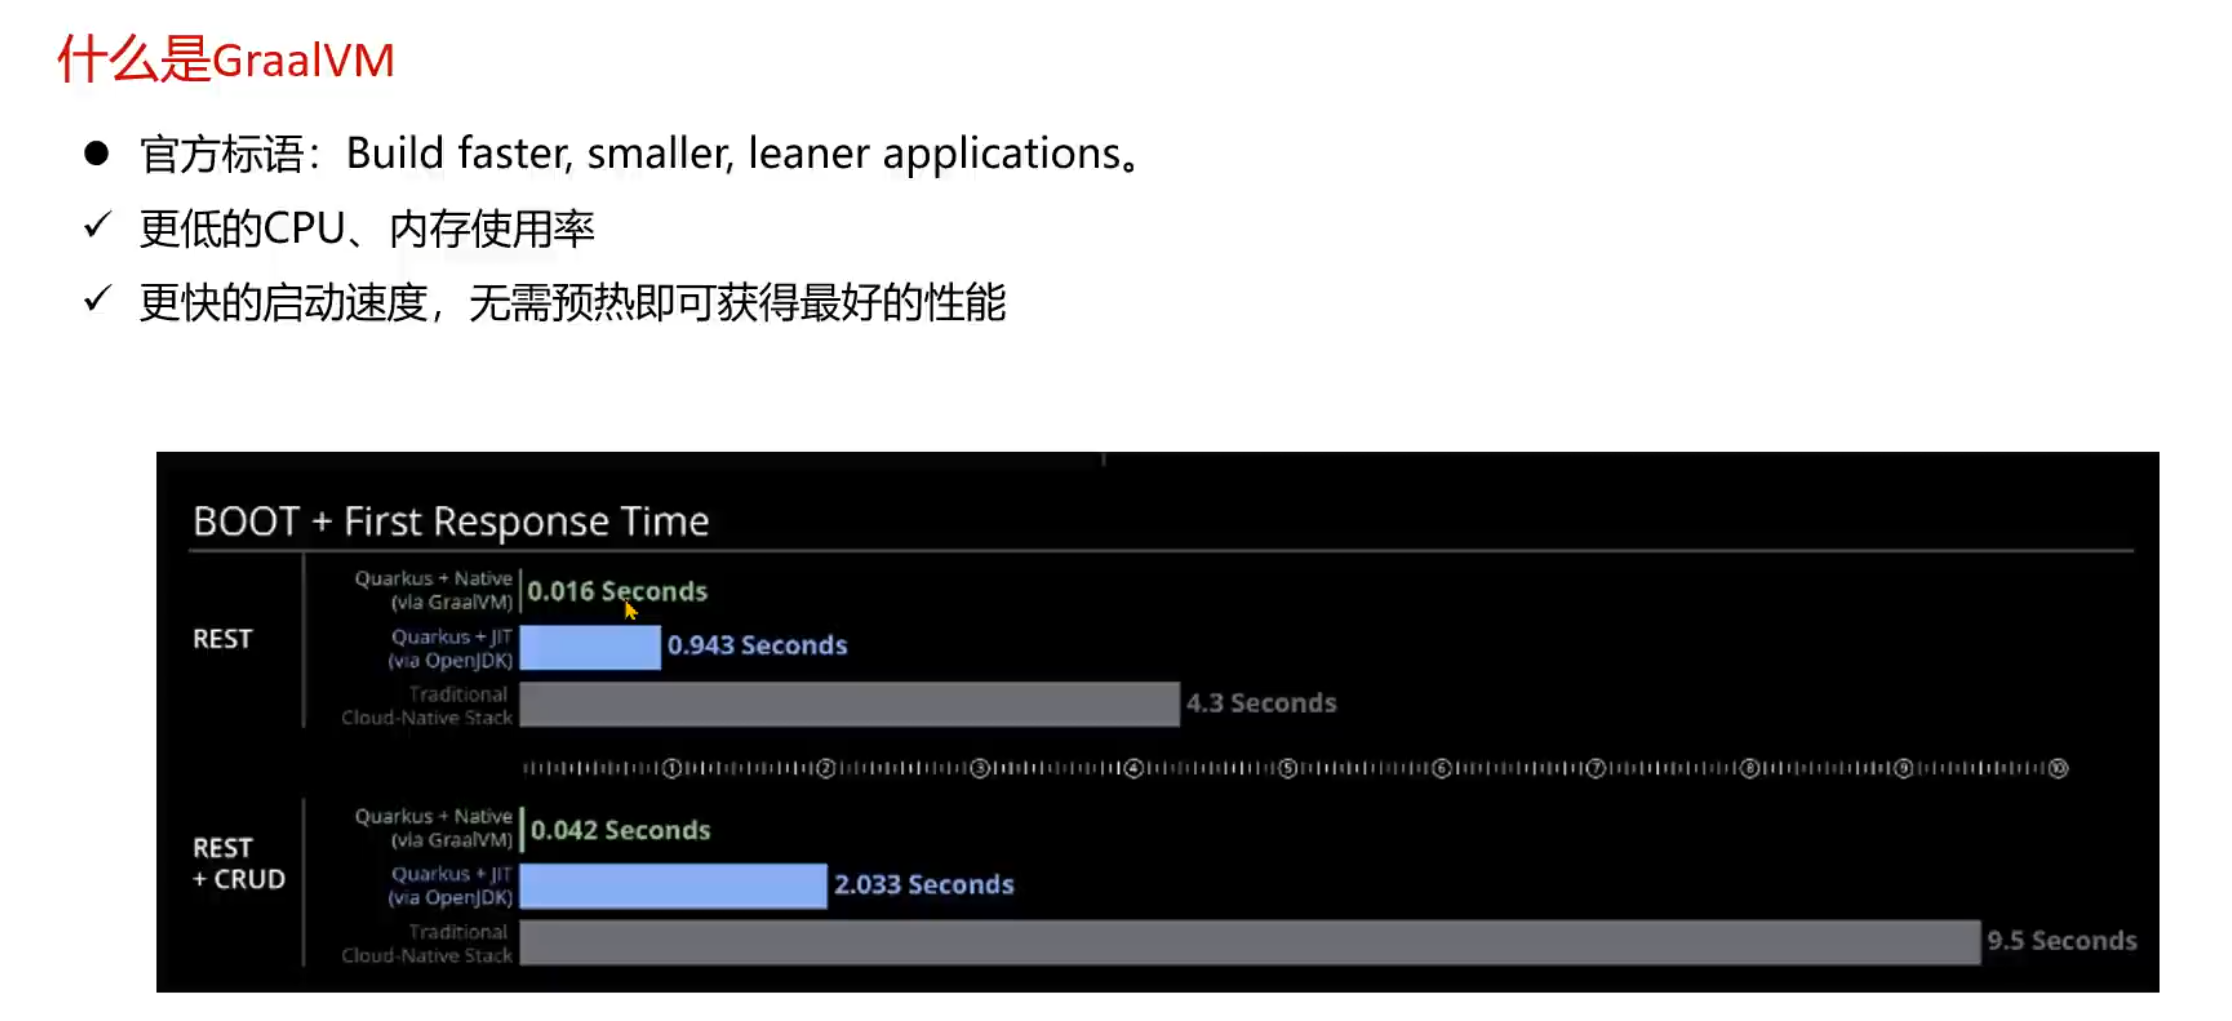 什么是GraalVM
官方标语：Build faster, smaller, leaner applications。
更低的CPU、内存使用率
更快的启动速度，无需预热即可获得最好的性能
BOOT + First Response Time
REST
Quarkus + Native
(via GraalVM)
0.016 Seconds
Quarkus + JIT
(via OpenJDK)
0.943 Seconds
Traditional
Cloud-Native Stack
4.3 Seconds
1 2 3 4 5 6 7 8 9 10
REST
+ CRUD
Quarkus + Native
(via GraalVM)
0.042 Seconds
Quarkus + JIT
(via OpenJDK)
2.033 Seconds
Traditional
Cloud-Native Stack
9.5 Seconds